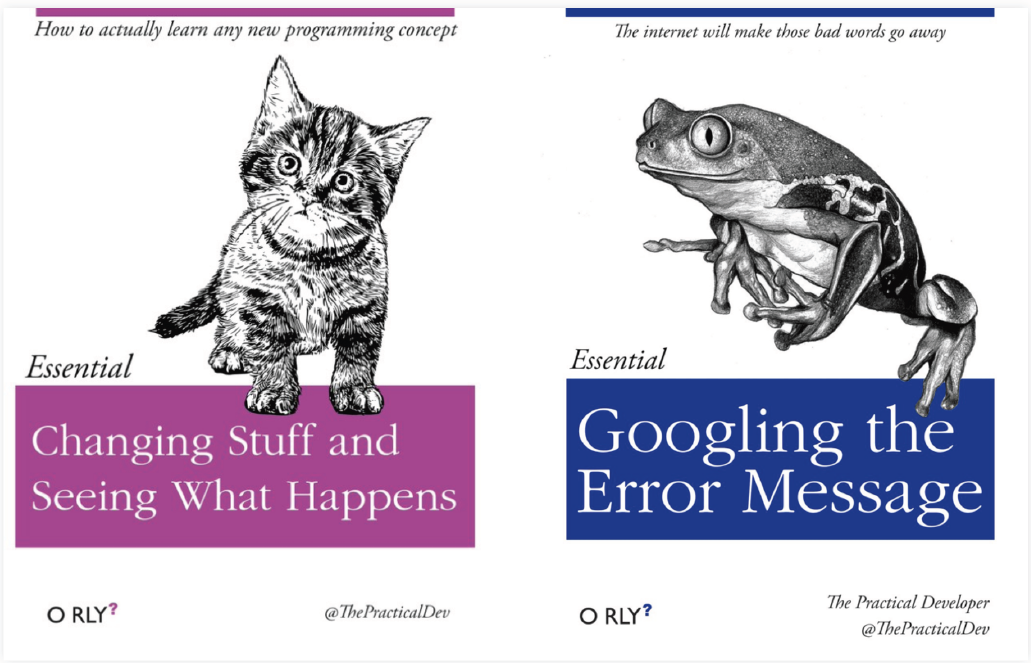 How to actually learn any new programming concept
Essential
Changing Stuff and
Seeing What Happens
O RLY?
@ThePracticalDev
The internet will make those bad words go away
Essential
Googling the
Error Message
O RLY?
The Practical Developer
@ThePracticalDev